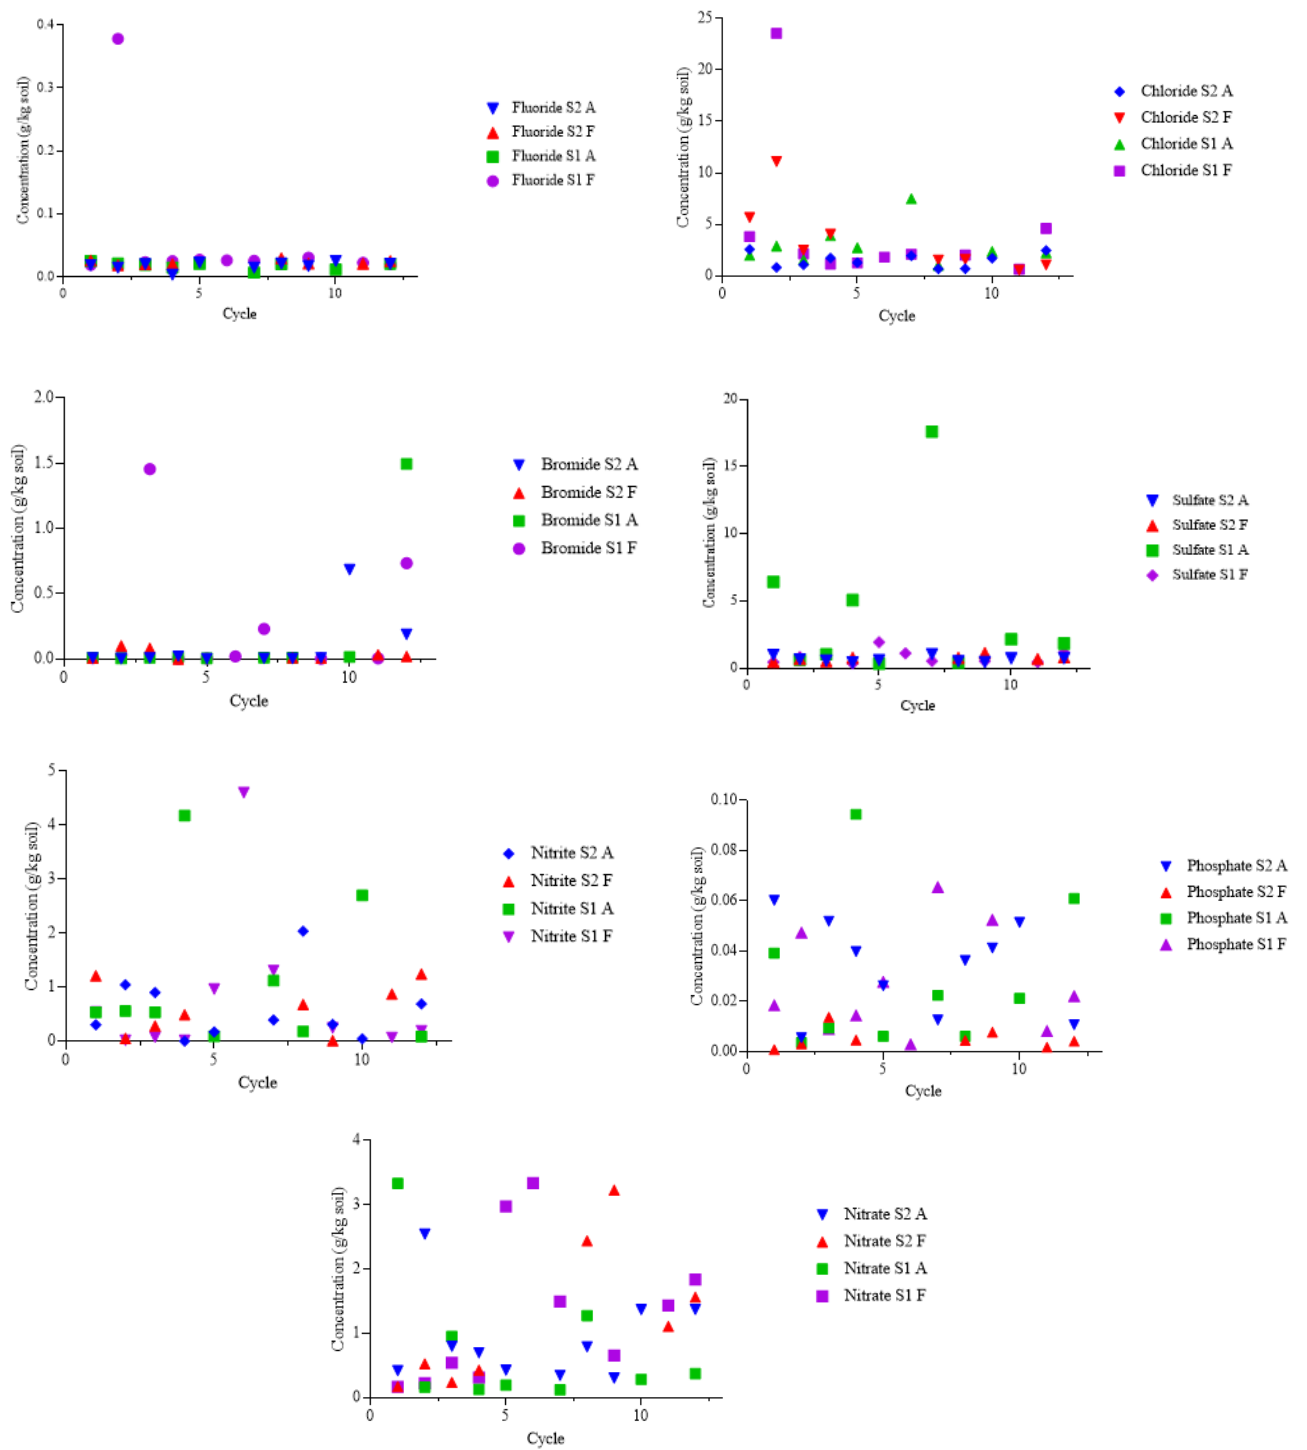 0.4
0.3
0.2
0.1
0.0
0
5
10
Concentration (g/kg soil)
Cycle
Fluoride S2 A
Fluoride S2 F
Fluoride S1 A
Fluoride S1 F
25
20
15
10
5
0
0
5
10
Concentration (g/kg soil)
Cycle
Chloride S2 A
Chloride S2 F
Chloride S1 A
Chloride S1 F
2.0
1.5
1.0
0.5
0.0
0
5
10
Concentration (g/kg soil)
Cycle
Bromide S2 A
Bromide S2 F
Bromide S1 A
Bromide S1 F
20
15
10
5
0
0
5
10
Concentration (g/kg soil)
Cycle
Sulfate S2 A
Sulfate S2 F
Sulfate S1 A
Sulfate S1 F
5
4
3
2
1
0
0
5
10
Concentration (g/kg soil)
Cycle
Nitrite S2 A
Nitrite S2 F
Nitrite S1 A
Nitrite S1 F
0.10
0.08
0.06
0.04
0.02
0.00
0
5
10
Concentration (g/kg soil)
Cycle
Phosphate S2 A
Phosphate S2 F
Phosphate S1 A
Phosphate S1 F
4
3
2
1
0
0
5
10
Concentration (g/kg soil)
Cycle
Nitrate S2 A
Nitrate S2 F
Nitrate S1 A
Nitrate S1 F